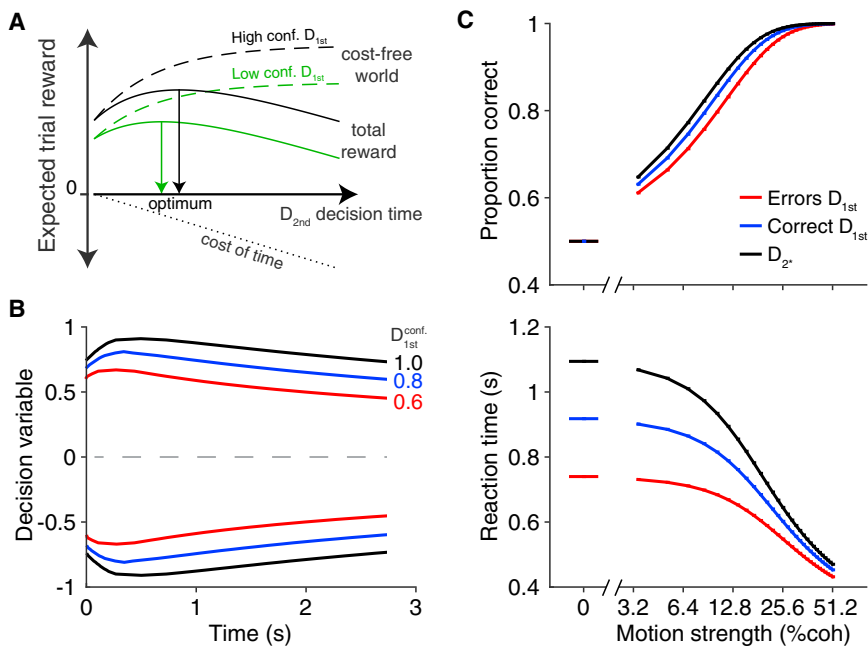 A
Expected trial reward
High conf. D1st
cost-free
world
Low conf. D1st
total
reward
0
optimum
D2nd decision time
cost of time
B
Decision variable
1
0.5
0
-0.5
-1
D1st conf.
1.0
0.8
0.6
0 1 2 3
Time (s)
C
Proportion correct
1
0.8
0.6
0.4
Errors D1st
Correct D1st
D2*
Reaction time (s)
1.2
1
0.8
0.6
0.4
0 3.2 6.4 12.8 25.6 51.2
Motion strength (%coh)